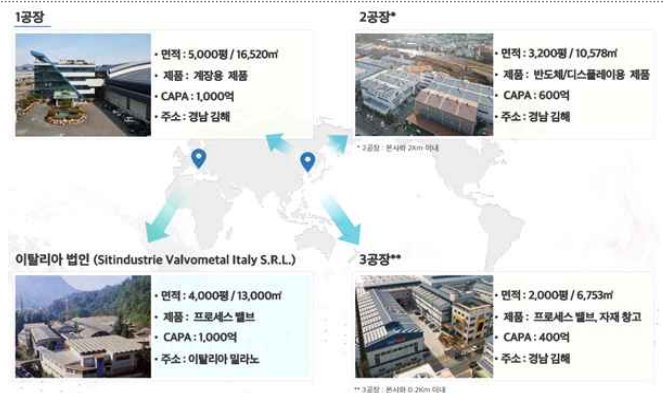 1공장
• 면적 : 5,000평 / 16,520㎡
• 제품 : 계장용 제품
• CAPA : 1,000억
• 주소 : 경남 김해
2공장*
• 면적 : 3,200평 / 10,578㎡
• 제품 : 반도체/디스플레이용 제품
• CAPA : 600억
• 주소 : 경남 김해
* 2공장 : 본사와 2Km 이내
이탈리아 법인 (Sitindustrie Valvometal Italy S.R.L.)
• 면적 : 4,000평 / 13,000㎡
• 제품 : 프로세스 밸브
• CAPA : 1,000억
• 주소 : 이탈리아 밀라노
3공장**
• 면적 : 2,000평 / 6,753㎡
• 제품 : 프로세스 밸브, 자재 창고
• CAPA : 400억
• 주소 : 경남 김해
** 3공장 : 본사와 0.2Km 이내